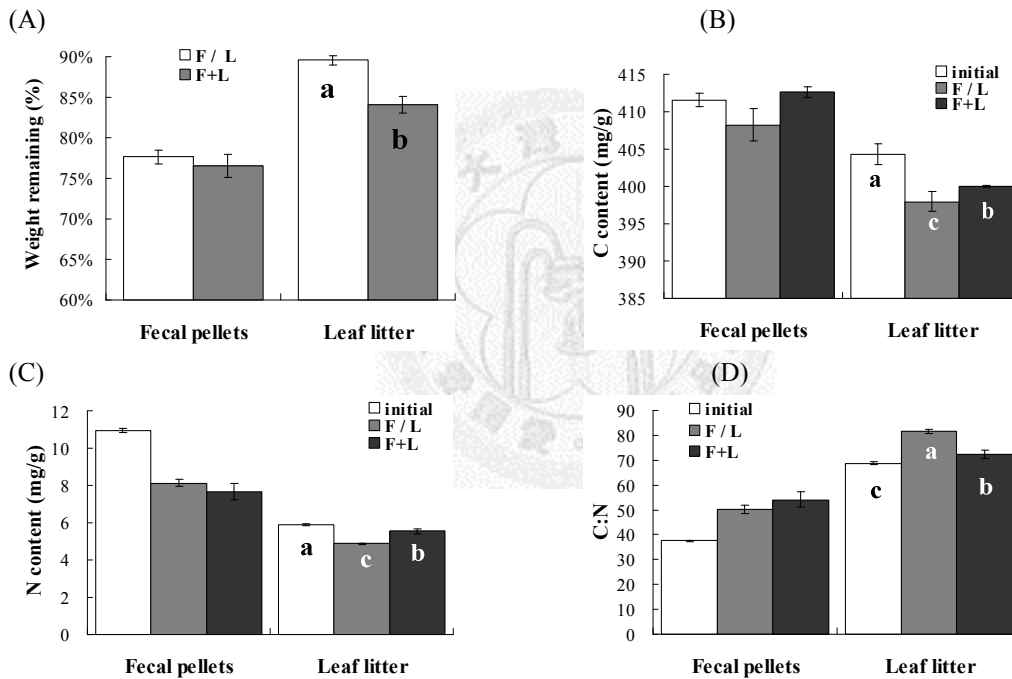 (A)
F / L
F+L
Weight remaining (%)
90%
85%
80%
75%
70%
65%
60%
a
b
Fecal pellets
Leaf litter
(B)
initial
F / L
F+L
C content (mg/g)
415
410
405
400
395
390
385
a
c
b
Fecal pellets
Leaf litter
(C)
initial
F / L
F+L
N content (mg/g)
12
10
8
6
4
2
0
a
c
b
Fecal pellets
Leaf litter
(D)
initial
F / L
F+L
C:N
90
80
70
60
50
40
30
20
10
0
c
a
b
Fecal pellets
Leaf litter